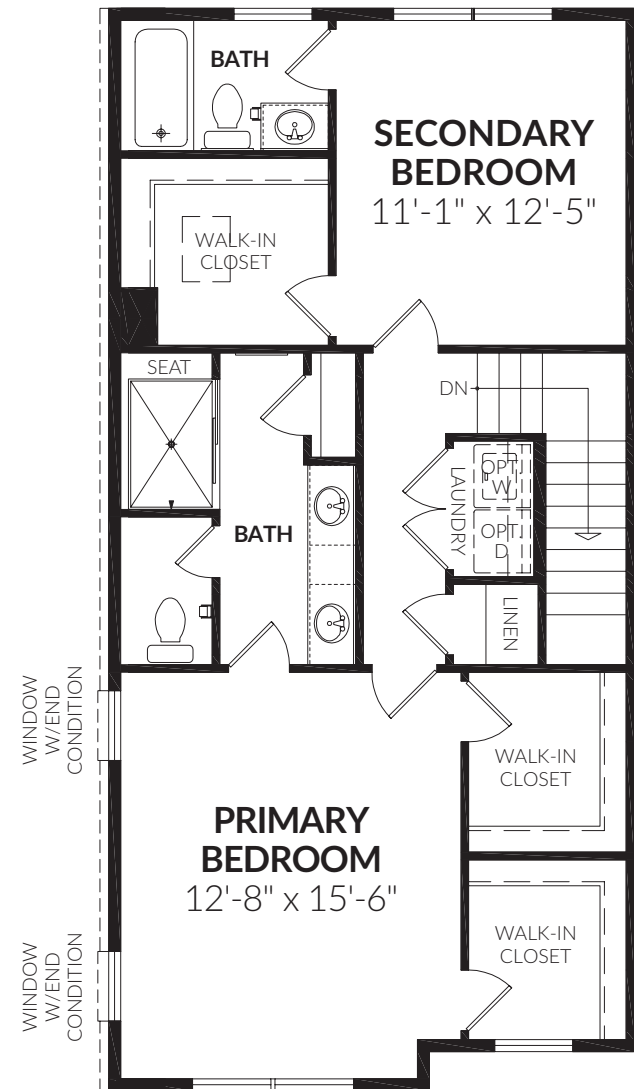 BATH
SECONDARY
BEDROOM
11'-1" x 12'-5"
WALK-IN
CLOSET
SEAT
DN
OPT.
W
LAUNDRY
OPT.
D
BATH
LINEN
WINDOW
W/END
CONDITION
WALK-IN
CLOSET
PRIMARY
BEDROOM
12'-8" x 15'-6"
WALK-IN
CLOSET
WINDOW
W/END
CONDITION